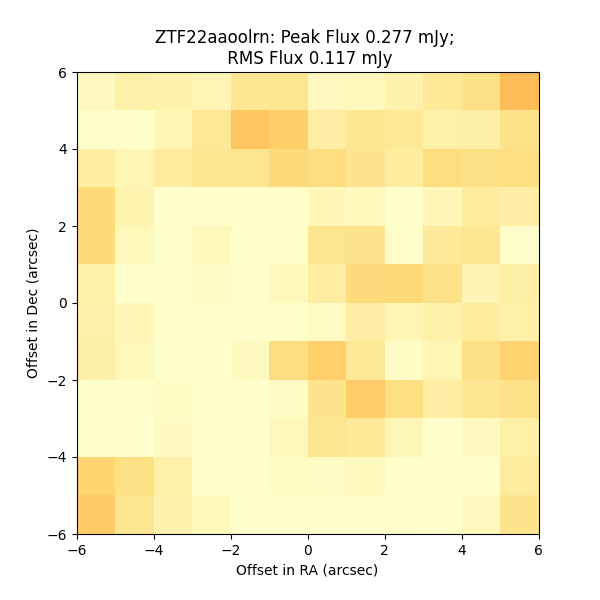 ZTF22aaoolrn: Peak Flux 0.277 mJy;
RMS Flux 0.117 mJy
6
4
2
0
−2
−4
−6
Offset in Dec (arcsec)
−6 −4 −2 0 2 4 6
Offset in RA (arcsec)